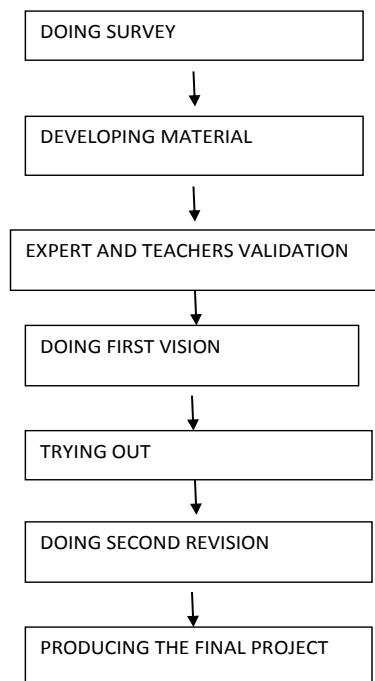 DOING SURVEY
DEVELOPING MATERIAL
EXPERT AND TEACHERS VALIDATION
DOING FIRST VISION
TRYING OUT
DOING SECOND REVISION
PRODUCING THE FINAL PROJECT